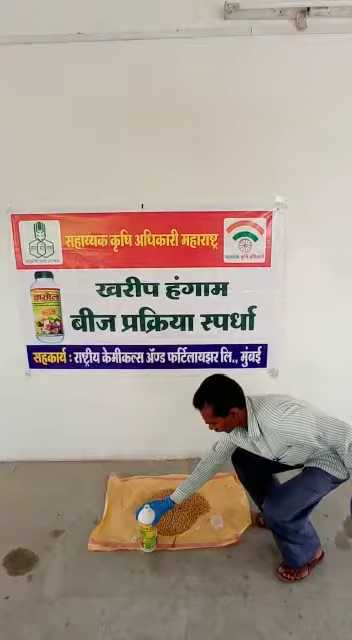 सहाय्यक कृषि अधिकारी महाराष्ट्र
खरीप हंगाम
बीज प्रक्रिया स्पर्धा
सहकार्य : राष्ट्रीय केमीकल्स अॅण्ड फर्टिलायझर लि., मुंबई